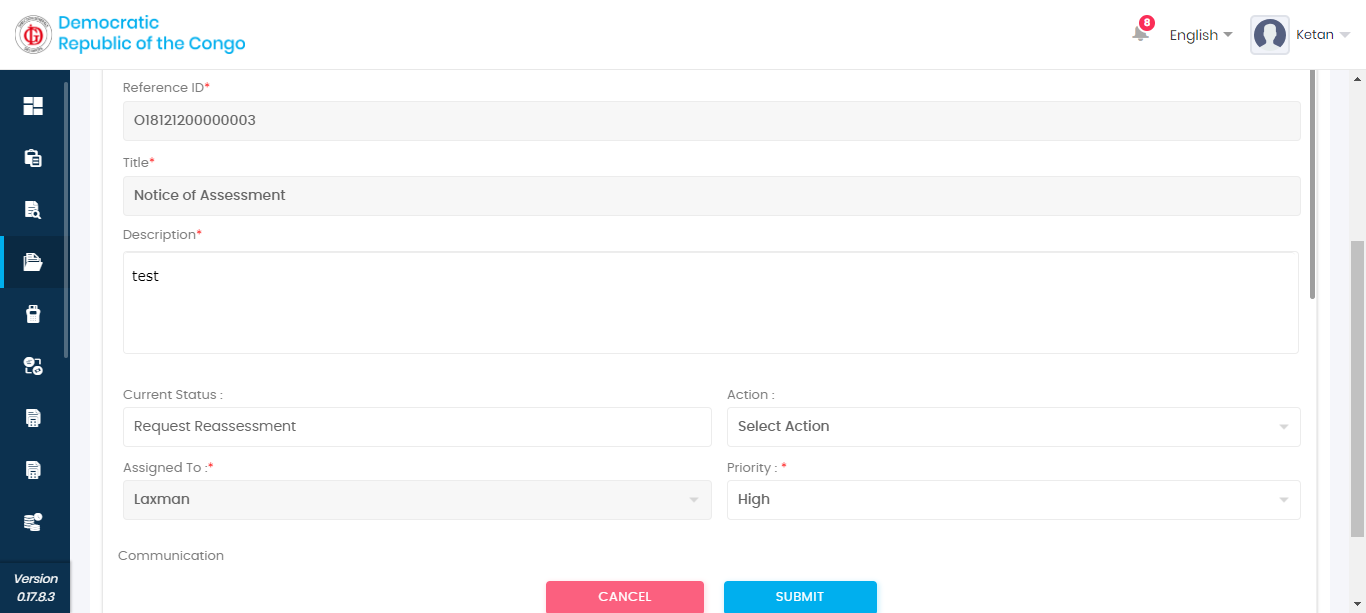 Democratic
Republic of the Congo
8
English
Ketan
Reference ID*
O18121200000003
Title*
Notice of Assessment
Description*
test
Current Status :
Action :
Request Reassessment
Select Action
Assigned To :*
Priority : *
Laxman
High
Communication
CANCEL
SUBMIT
Version
0.17.8.3